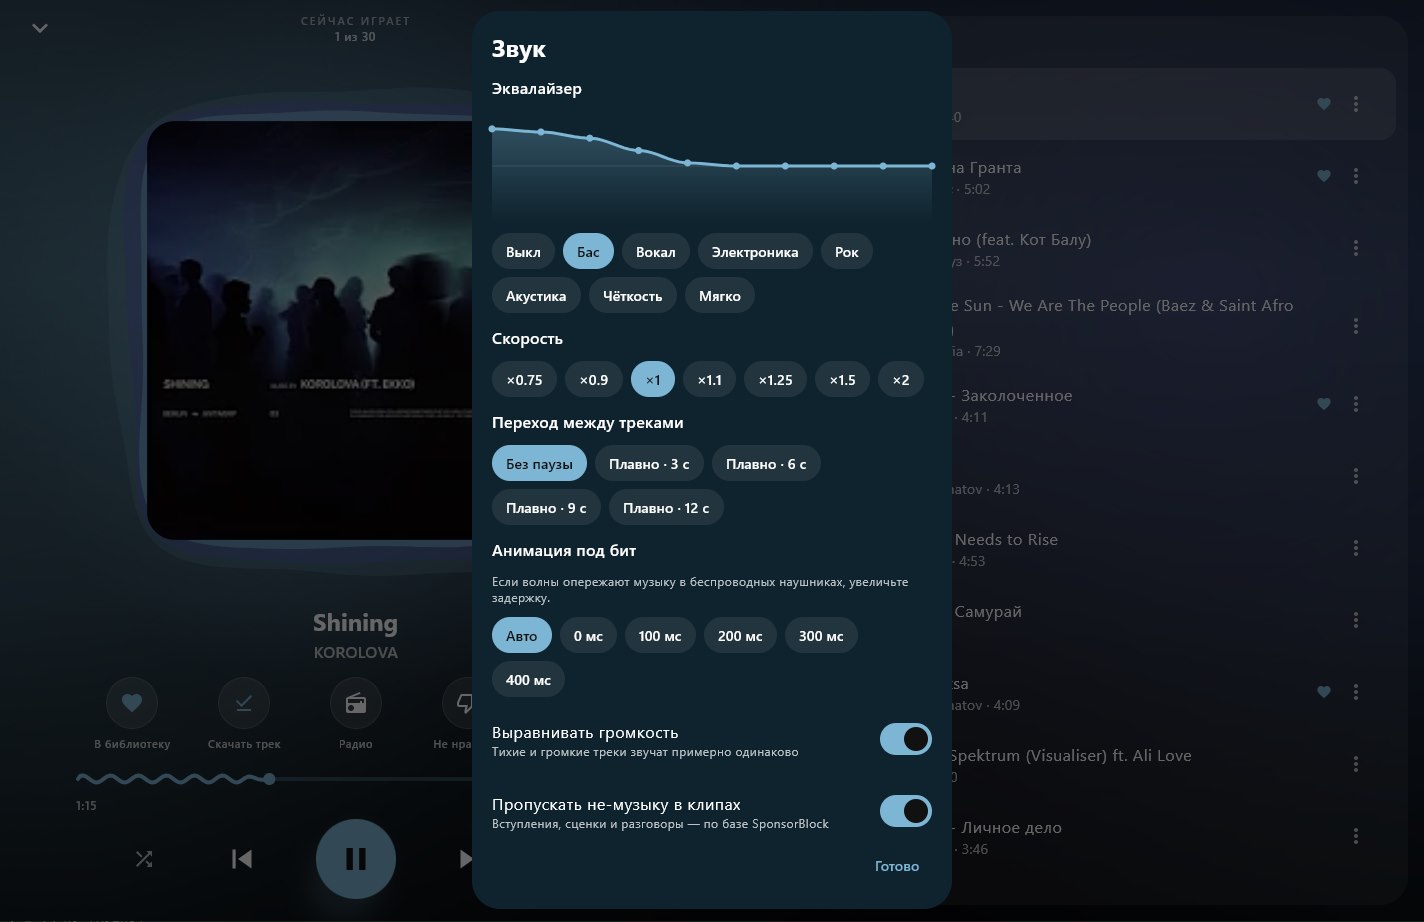 СЕЙЧАС ИГРАЕТ
1 из 30
SHINING
KOROLOVA (FT. EKKO)
Shining
KOROLOVA
В библиотеку
Скачать трек
Радио
Не нра
1:15
Звук
Эквалайзер
Выкл
Бас
Вокал
Электроника
Рок
Акустика
Чёткость
Мягко
Скорость
×0.75
×0.9
×1
×1.1
×1.25
×1.5
×2
Переход между треками
Без паузы
Плавно · 3 с
Плавно · 6 с
Плавно · 9 с
Плавно · 12 с
Анимация под бит
Если волны опережают музыку в беспроводных наушниках, увеличьте
задержку.
Авто
0 мс
100 мс
200 мс
300 мс
400 мс
Выравнивать громкость
Тихие и громкие треки звучат примерно одинаково
Пропускать не-музыку в клипах
Вступления, сценки и разговоры — по базе SponsorBlock
Готово
на Гранта
· 5:02
но (feat. Кот Балу)
уз · 5:52
e Sun - We Are The People (Baez & Saint Afro
)
ia · 7:29
- Заколоченное
· 4:11
atov · 4:13
Needs to Rise
· 4:53
Самурай
sa
atov · 4:09
Spektrum (Visualiser) ft. Ali Love
- Личное дело
· 3:46